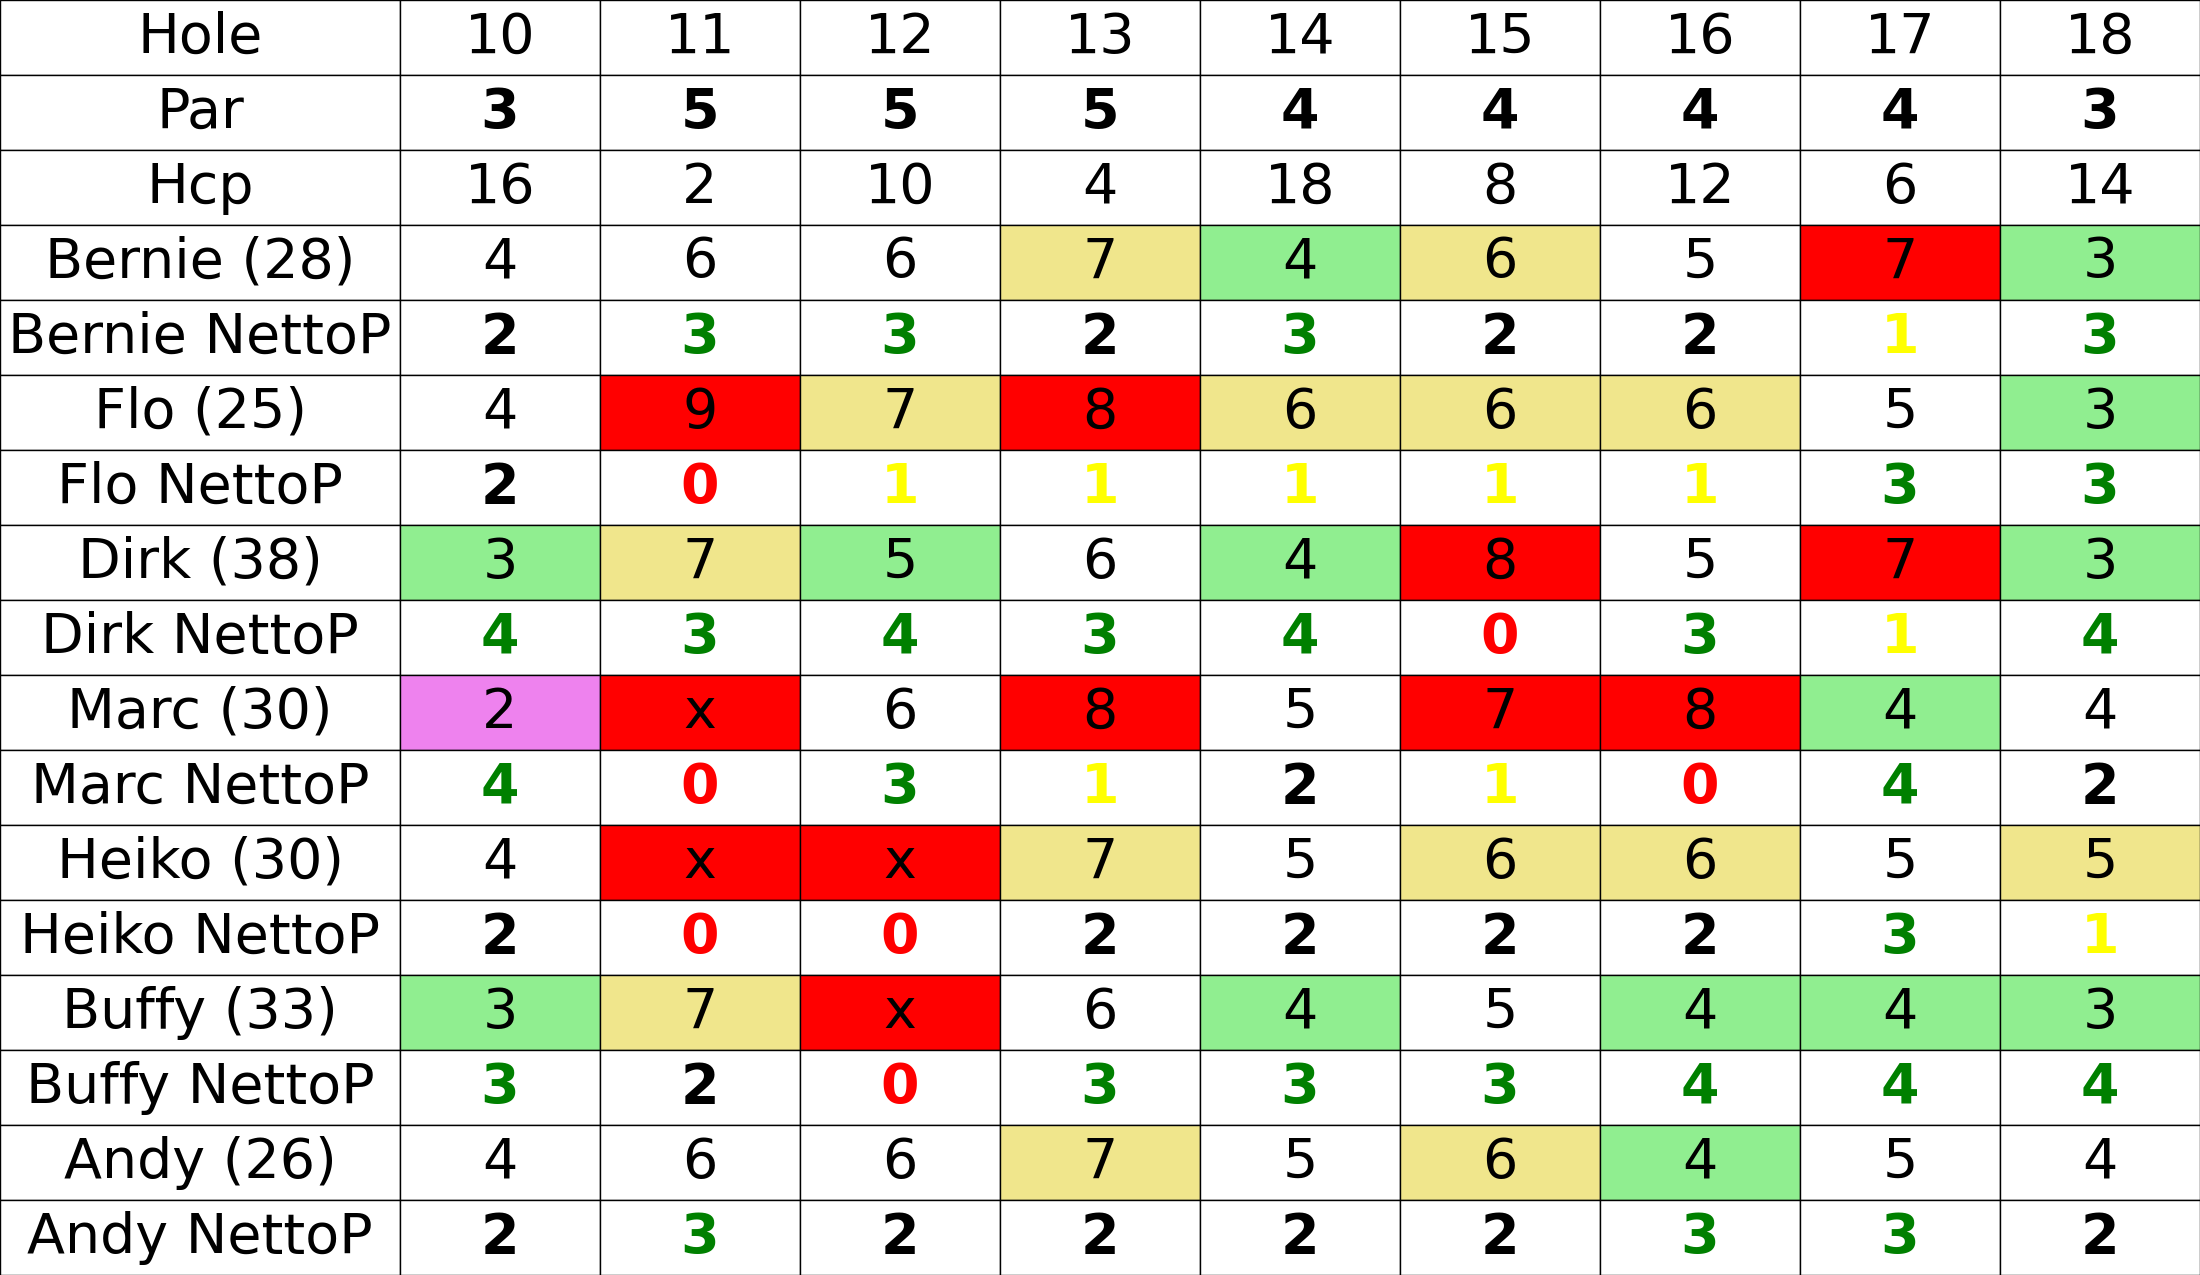 Hole 10 11 12 13 14 15 16 17 18
Par 3 5 5 5 4 4 4 4 3
Hcp 16 2 10 4 18 8 12 6 14
Bernie (28) 4 6 6 7 4 6 5 7 3
Bernie NettoP 2 3 3 2 3 2 2 1 3
Flo (25) 4 9 7 8 6 6 6 5 3
Flo NettoP 2 0 1 1 1 1 1 3 3
Dirk (38) 3 7 5 6 4 8 5 7 3
Dirk NettoP 4 3 4 3 4 0 3 1 4
Marc (30) 2 x 6 8 5 7 8 4 4
Marc NettoP 4 0 3 1 2 1 0 4 2
Heiko (30) 4 x x 7 5 6 6 5 5
Heiko NettoP 2 0 0 2 2 2 2 3 1
Buffy (33) 3 7 x 6 4 5 4 4 3
Buffy NettoP 3 2 0 3 3 3 4 4 4
Andy (26) 4 6 6 7 5 6 4 5 4
Andy NettoP 2 3 2 2 2 2 3 3 2